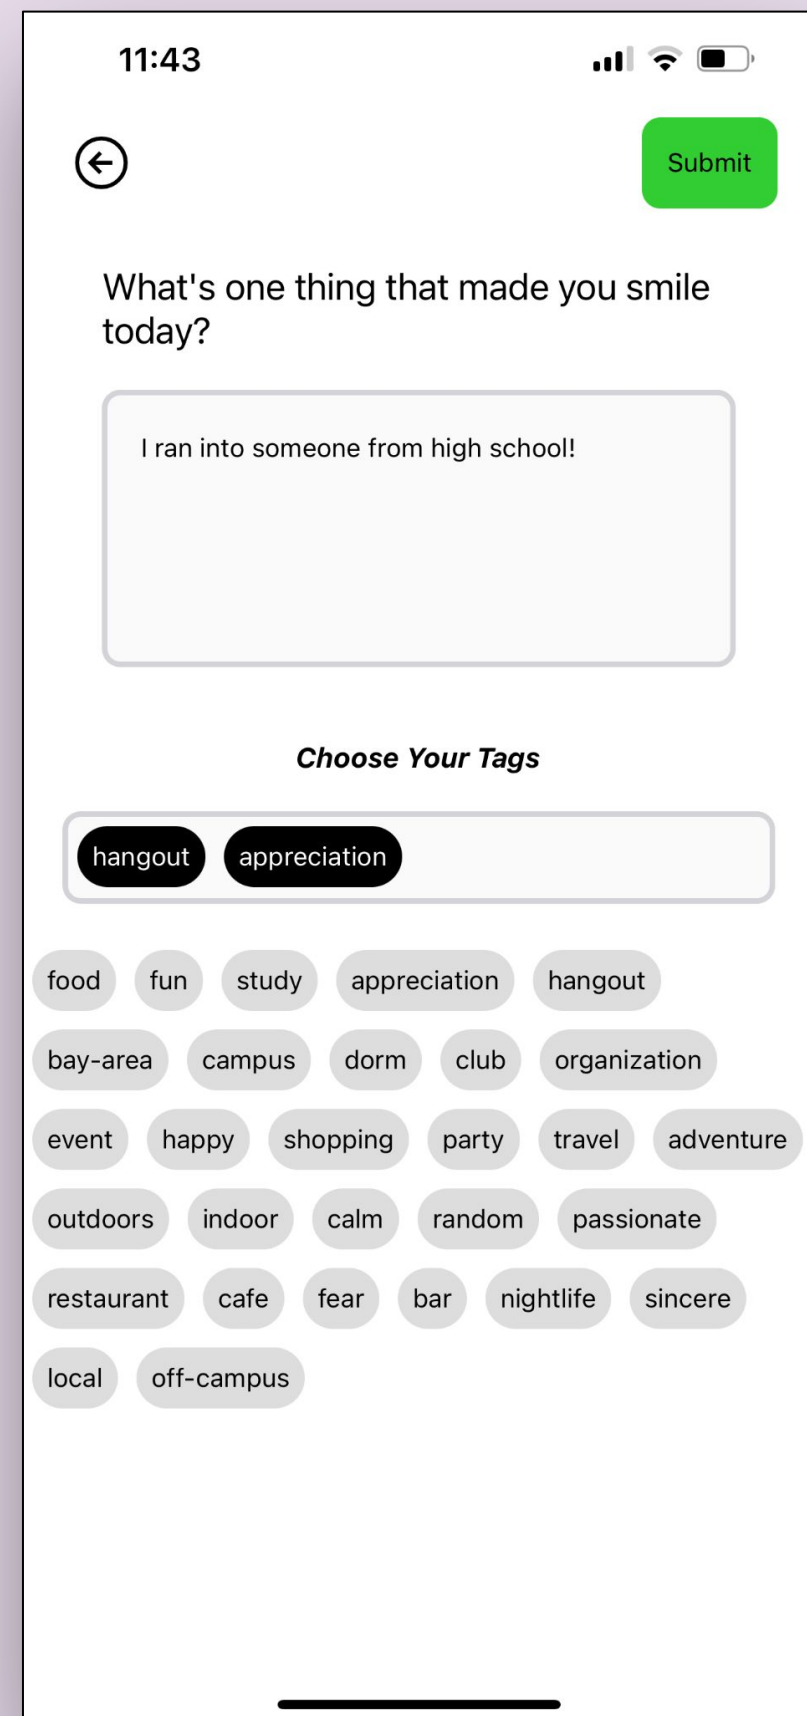 11:43
Submit
What's one thing that made you smile
today?
I ran into someone from high school!
Choose Your Tags
hangout appreciation
food fun study appreciation hangout
bay-area campus dorm club organization
event happy shopping party travel adventure
outdoors indoor calm random passionate
restaurant cafe fear bar nightlife sincere
local off-campus